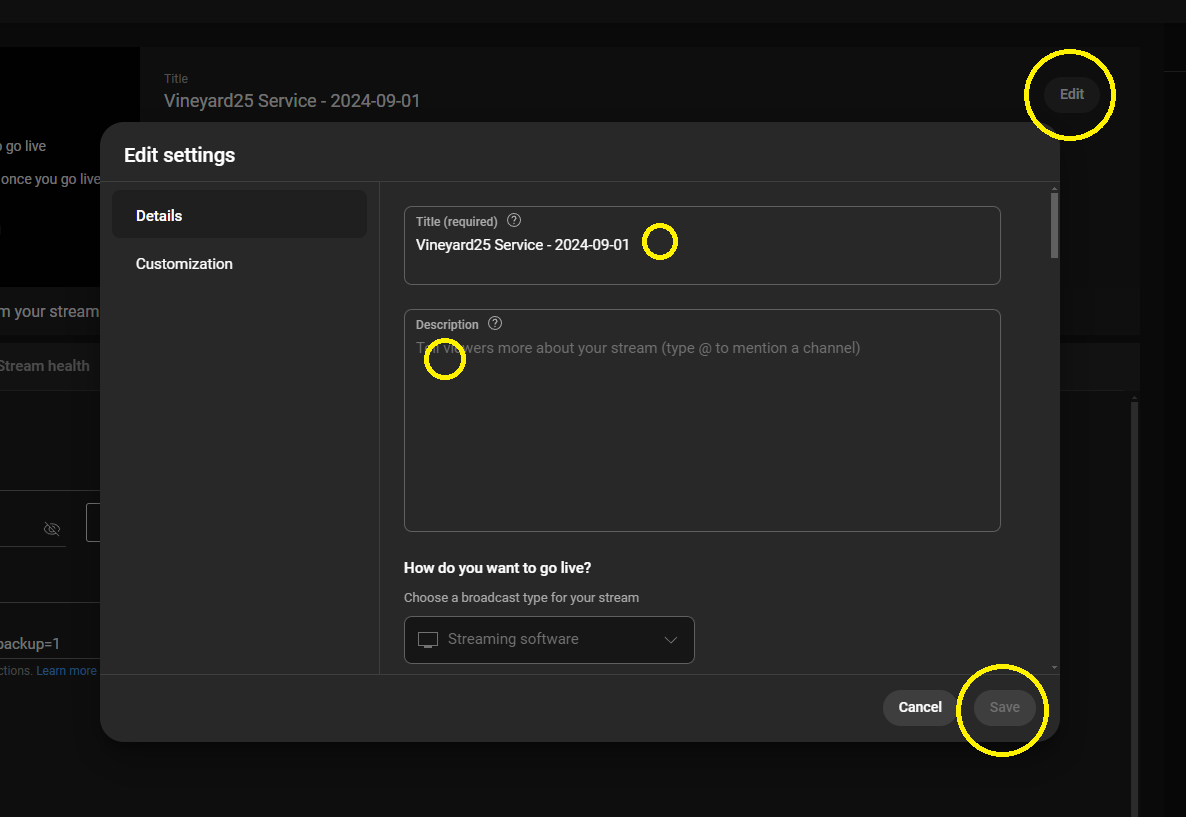 Title
Vineyard25 Service - 2024-09-01
Edit
go live
once you go live
Edit settings
Details
Customization
Title (required)
Vineyard25 Service - 2024-09-01
Description
Tell viewers more about your stream (type @ to mention a channel)
your stream
Stream health
How do you want to go live?
Choose a broadcast type for your stream
Streaming software
backup=1
Learn more
Cancel
Save